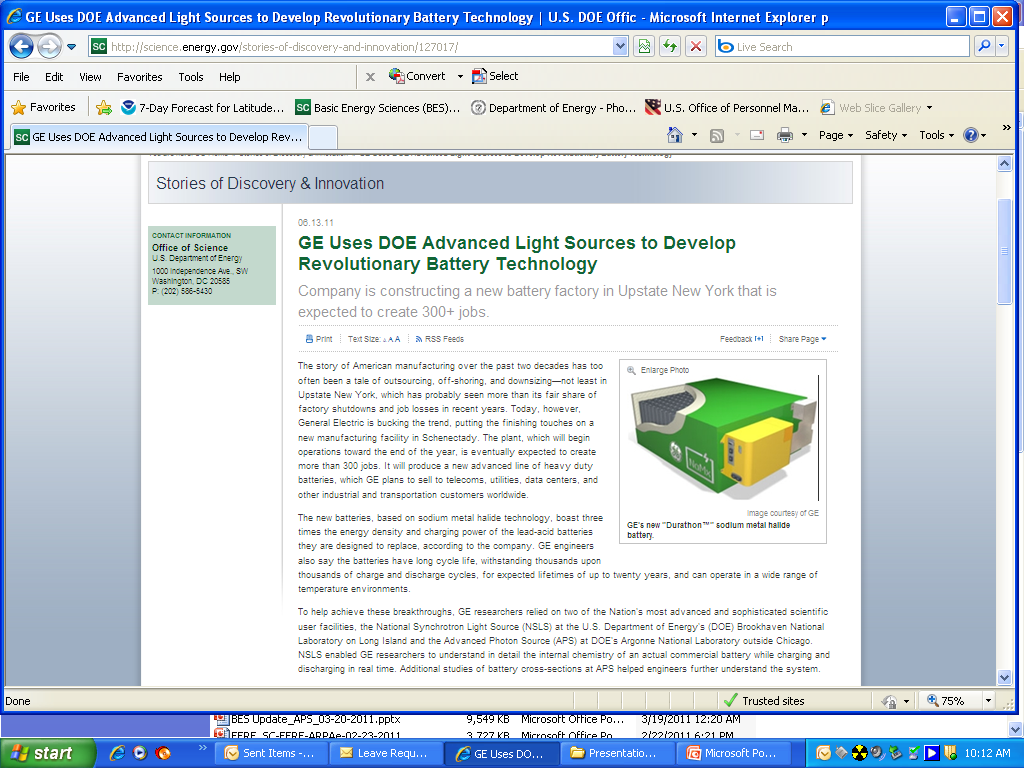 GE Uses DOE Advanced Light Sources to Develop Revolutionary Battery Technology | U.S. DOE Offic - Microsoft Internet Explorer p
http://science.energy.gov/stories-of-discovery-and-innovation/127017/
Live Search
File Edit View Favorites Tools Help
Convert Select
Favorites 7-Day Forecast for Latitude... Basic Energy Sciences (BES)... Department of Energy - Pho... U.S. Office of Personnel Ma... Web Slice Gallery
GE Uses DOE Advanced Light Sources to Develop Rev...
Page Safety Tools
Stories of Discovery & Innovation
CONTACT INFORMATION
Office of Science
U.S. Department of Energy
1000 Independence Ave., SW
Washington, DC 20585
P: (202) 586-5430
06.13.11
GE Uses DOE Advanced Light Sources to Develop
Revolutionary Battery Technology
Company is constructing a new battery factory in Upstate New York that is
expected to create 300+ jobs.
Print Text Size: A A A RSS Feeds Feedback [+] Share Page
The story of American manufacturing over the past two decades has too
often been a tale of outsourcing, off-shoring, and downsizing—not least in
Upstate New York, which has probably seen more than its fair share of
factory shutdowns and job losses in recent years. Today, however,
General Electric is bucking the trend, putting the finishing touches on a
new manufacturing facility in Schenectady. The plant, which will begin
operations toward the end of the year, is eventually expected to create
more than 300 jobs. It will produce a new advanced line of heavy duty
batteries, which GE plans to sell to telecoms, utilities, data centers, and
other industrial and transportation customers worldwide.
Enlarge Photo
NaMx
Image courtesy of GE
GE's new "Durathon™" sodium metal halide
battery.
The new batteries, based on sodium metal halide technology, boast three
times the energy density and charging power of the lead-acid batteries
they are designed to replace, according to the company. GE engineers
also say the batteries have long cycle life, withstanding thousands upon
thousands of charge and discharge cycles, for expected lifetimes of up to twenty years, and can operate in a wide range of
temperature environments.
To help achieve these breakthroughs, GE researchers relied on two of the Nation's most advanced and sophisticated scientific
user facilities, the National Synchrotron Light Source (NSLS) at the U.S. Department of Energy's (DOE) Brookhaven National
Laboratory on Long Island and the Advanced Photon Source (APS) at DOE's Argonne National Laboratory outside Chicago.
NSLS enabled GE researchers to understand in detail the internal chemistry of an actual commercial battery while charging and
discharging in real time. Additional studies of battery cross-sections at APS helped engineers further understand the system.
Done Trusted sites 75%
BES Update_APS_03-20-2011.pptx 9,549 KB Microsoft Office Po... 3/19/2011 12:20 AM
EERE_SC-EERE-ARPAe-02-23-2011 3,727 KB Microsoft Office Po... 2/22/2011 6:21 PM
start Sent Items -... Leave Requ... GE Uses DO... Presentatio... Microsoft Po... 10:12 AM